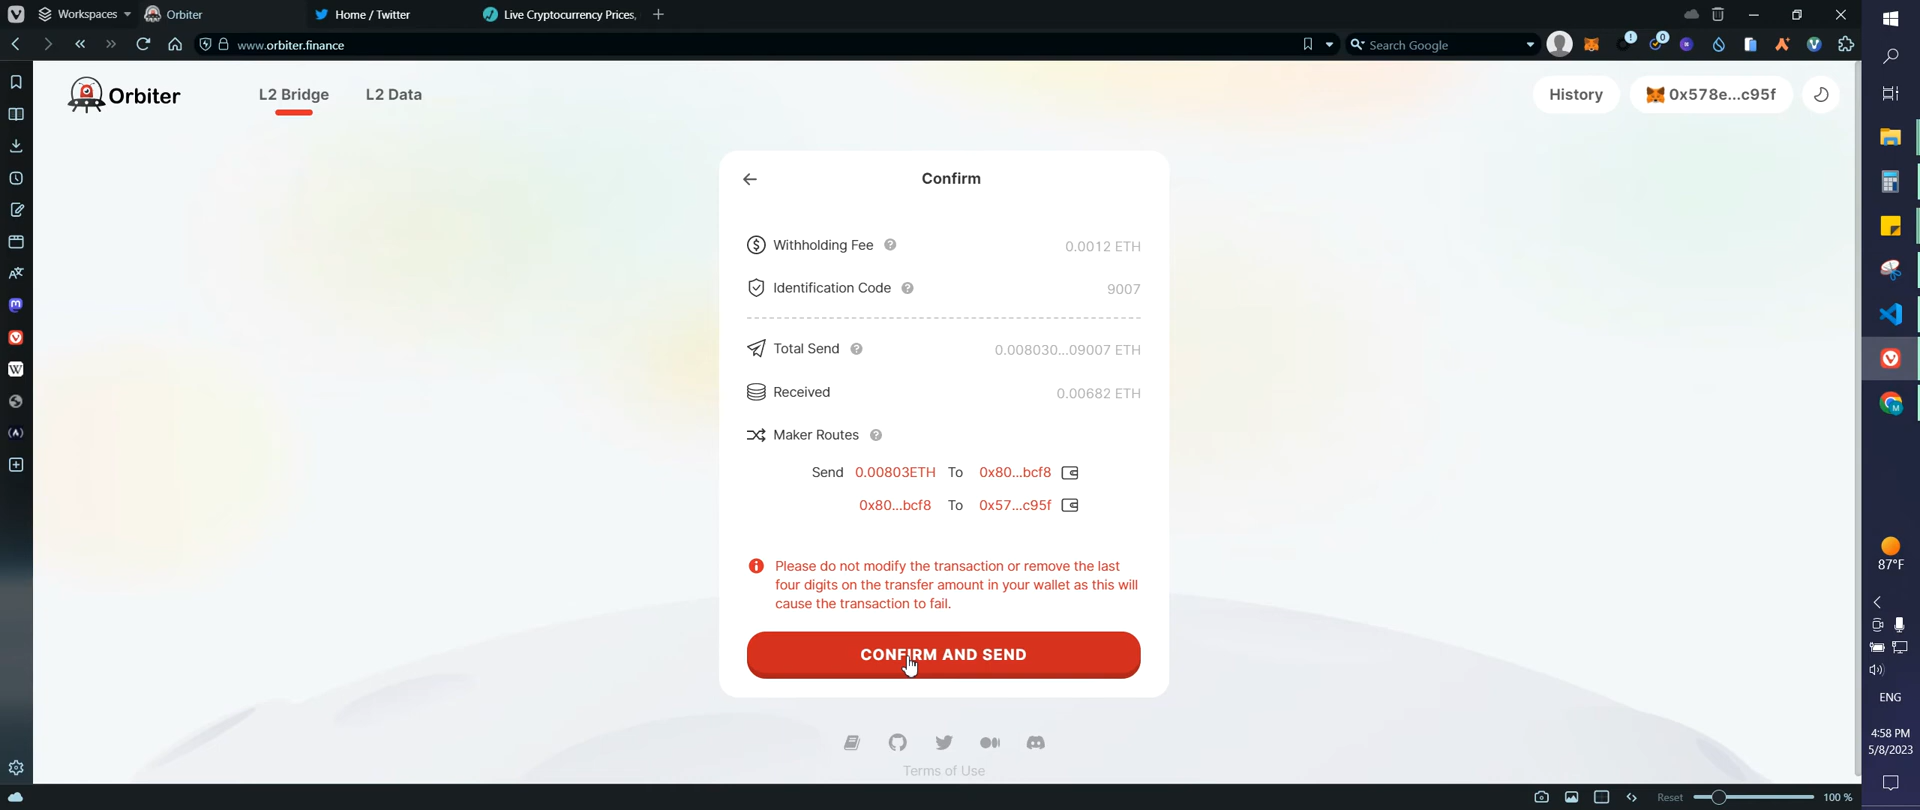 Workspaces
Orbiter
Home / Twitter
Live Cryptocurrency Prices,
www.orbiter.finance
Search Google
Orbiter
L2 Bridge
L2 Data
History
0x578e...c95f
Confirm
Withholding Fee
0.0012 ETH
Identification Code
9007
Total Send
0.008030...09007 ETH
Received
0.00682 ETH
Maker Routes
Send 0.00803ETH To 0x80...bcf8
0x80...bcf8 To 0x57...c95f
Please do not modify the transaction or remove the last
four digits on the transfer amount in your wallet as this will
cause the transaction to fail.
CONFIRM AND SEND
Terms of Use
87°F
ENG
4:58 PM
5/8/2023
Reset
100 %